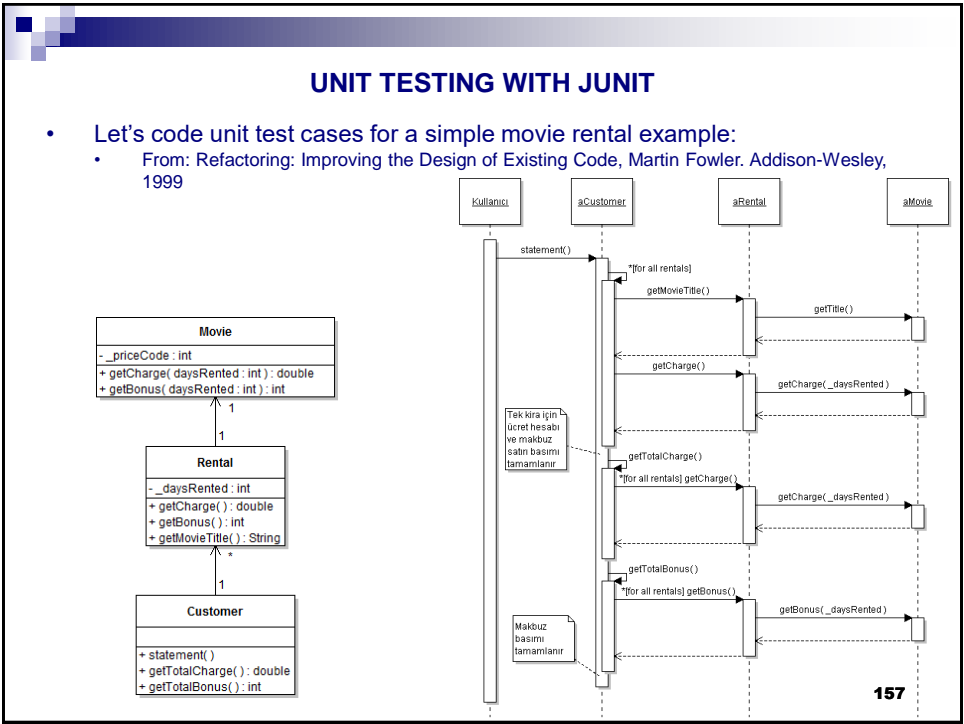 UNIT TESTING WITH JUNIT
• Let's code unit test cases for a simple movie rental example:
• From: Refactoring: Improving the Design of Existing Code, Martin Fowler. Addison-Wesley,
1999
Movie
- _priceCode : int
+ getCharge( daysRented : int ) : double
+ getBonus( daysRented : int ) : int
1
1
Rental
- _daysRented : int
+ getCharge( ) : double
+ getBonus( ) : int
+ getMovieTitle( ) : String
*
1
Customer
+ statement( )
+ getTotalCharge( ) : double
+ getTotalBonus( ) : int
Kullanıcı
aCustomer
aRental
aMovie
statement( )
*[for all rentals]
getMovieTitle( )
getTitle( )
getCharge( )
getCharge( _daysRented )
Tek kira için
ücret hesabı
ve makbuz
satırı basımı
tamamlanır
getTotalCharge( )
*[for all rentals] getCharge( )
getCharge( _daysRented )
getTotalBonus( )
*[for all rentals] getBonus( )
getBonus( _daysRented )
Makbuz
basımı
tamamlanır
157